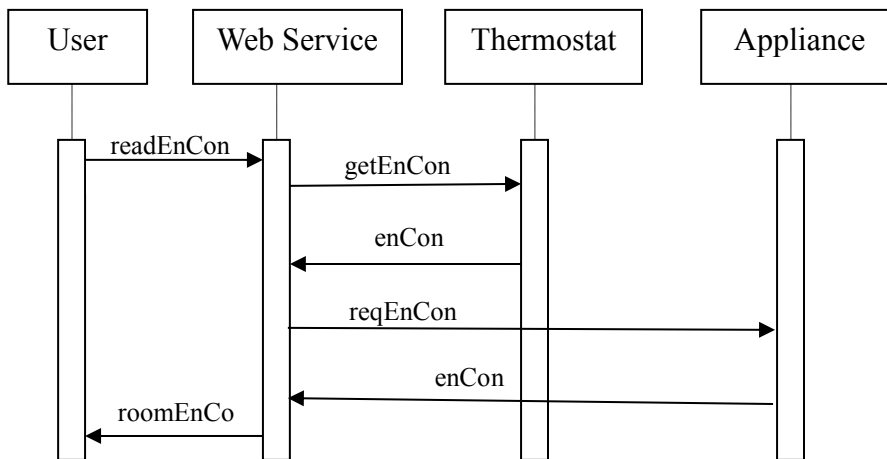 User
Web Service
Thermostat
Appliance
readEnCon
getEnCon
enCon
reqEnCon
enCon
roomEnCo